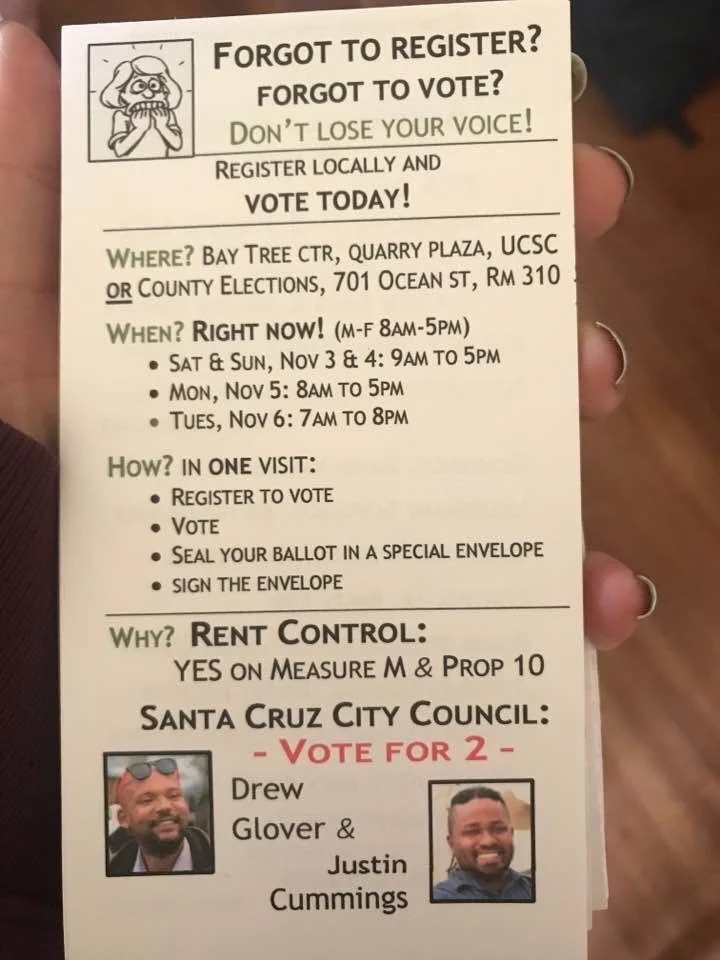 FORGOT TO REGISTER?
FORGOT TO VOTE?
DON'T LOSE YOUR VOICE!
REGISTER LOCALLY AND
VOTE TODAY!
WHERE? BAY TREE CTR, QUARRY PLAZA, UCSC
OR COUNTY ELECTIONS, 701 OCEAN ST, RM 310
WHEN? RIGHT NOW! (M-F 8AM-5PM)
• SAT & SUN, NOV 3 & 4: 9AM TO 5PM
• MON, NOV 5: 8AM TO 5PM
• TUES, NOV 6: 7AM TO 8PM
HOW? IN ONE VISIT:
• REGISTER TO VOTE
• VOTE
• SEAL YOUR BALLOT IN A SPECIAL ENVELOPE
• SIGN THE ENVELOPE
WHY? RENT CONTROL:
YES ON MEASURE M & PROP 10
SANTA CRUZ CITY COUNCIL:
- VOTE FOR 2 -
Drew
Glover &
Justin
Cummings